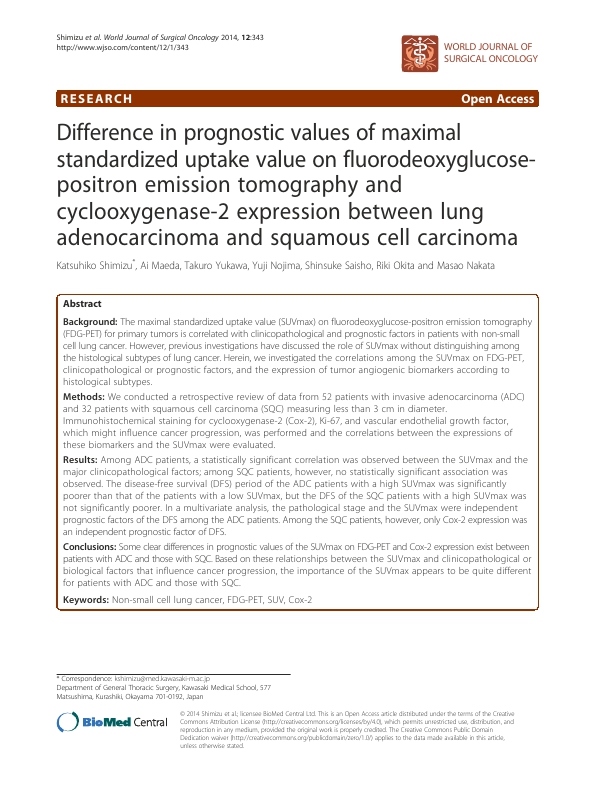 Shimizu et al. World Journal of Surgical Oncology 2014, 12:343
http://www.wjso.com/content/12/1/343
WORLD JOURNAL OF
SURGICAL ONCOLOGY
RESEARCH Open Access
Difference in prognostic values of maximal
standardized uptake value on fluorodeoxyglucose-
positron emission tomography and
cyclooxygenase-2 expression between lung
adenocarcinoma and squamous cell carcinoma
Katsuhiko Shimizu*, Ai Maeda, Takuro Yukawa, Yuji Nojima, Shinsuke Saisho, Riki Okita and Masao Nakata
Abstract
Background: The maximal standardized uptake value (SUVmax) on fluorodeoxyglucose-positron emission tomography
(FDG-PET) for primary tumors is correlated with clinicopathological and prognostic factors in patients with non-small
cell lung cancer. However, previous investigations have discussed the role of SUVmax without distinguishing among
the histological subtypes of lung cancer. Herein, we investigated the correlations among the SUVmax on FDG-PET,
clinicopathological or prognostic factors, and the expression of tumor angiogenic biomarkers according to
histological subtypes.
Methods: We conducted a retrospective review of data from 52 patients with invasive adenocarcinoma (ADC)
and 32 patients with squamous cell carcinoma (SQC) measuring less than 3 cm in diameter.
Immunohistochemical staining for cyclooxygenase-2 (Cox-2), Ki-67, and vascular endothelial growth factor,
which might influence cancer progression, was performed and the correlations between the expressions of
these biomarkers and the SUVmax were evaluated.
Results: Among ADC patients, a statistically significant correlation was observed between the SUVmax and the
major clinicopathological factors; among SQC patients, however, no statistically significant association was
observed. The disease-free survival (DFS) period of the ADC patients with a high SUVmax was significantly
poorer than that of the patients with a low SUVmax, but the DFS of the SQC patients with a high SUVmax was
not significantly poorer. In a multivariate analysis, the pathological stage and the SUVmax were independent
prognostic factors of the DFS among the ADC patients. Among the SQC patients, however, only Cox-2 expression was
an independent prognostic factor of DFS.
Conclusions: Some clear differences in prognostic values of the SUVmax on FDG-PET and Cox-2 expression exist between
patients with ADC and those with SQC. Based on these relationships between the SUVmax and clinicopathological or
biological factors that influence cancer progression, the importance of the SUVmax appears to be quite different
for patients with ADC and those with SQC.
Keywords: Non-small cell lung cancer, FDG-PET, SUV, Cox-2
* Correspondence: kshimizu@med.kawasaki-m.ac.jp
Department of General Thoracic Surgery, Kawasaki Medical School, 577
Matsushima, Kurashiki, Okayama 701-0192, Japan
BioMed Central
© 2014 Shimizu et al.; licensee BioMed Central Ltd. This is an Open Access article distributed under the terms of the Creative
Commons Attribution License (http://creativecommons.org/licenses/by/4.0), which permits unrestricted use, distribution, and
reproduction in any medium, provided the original work is properly credited. The Creative Commons Public Domain
Dedication waiver (http://creativecommons.org/publicdomain/zero/1.0/) applies to the data made available in this article,
unless otherwise stated.